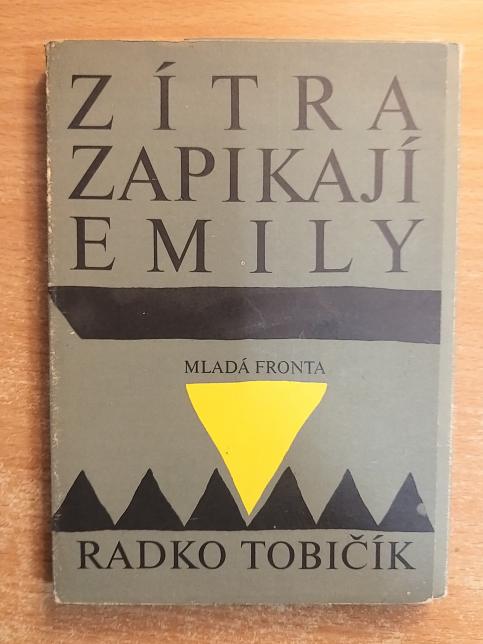 ZÍTRA
ZAPIKAJÍ
EMILY
MLADÁ FRONTA
RADKO TOBIČÍK